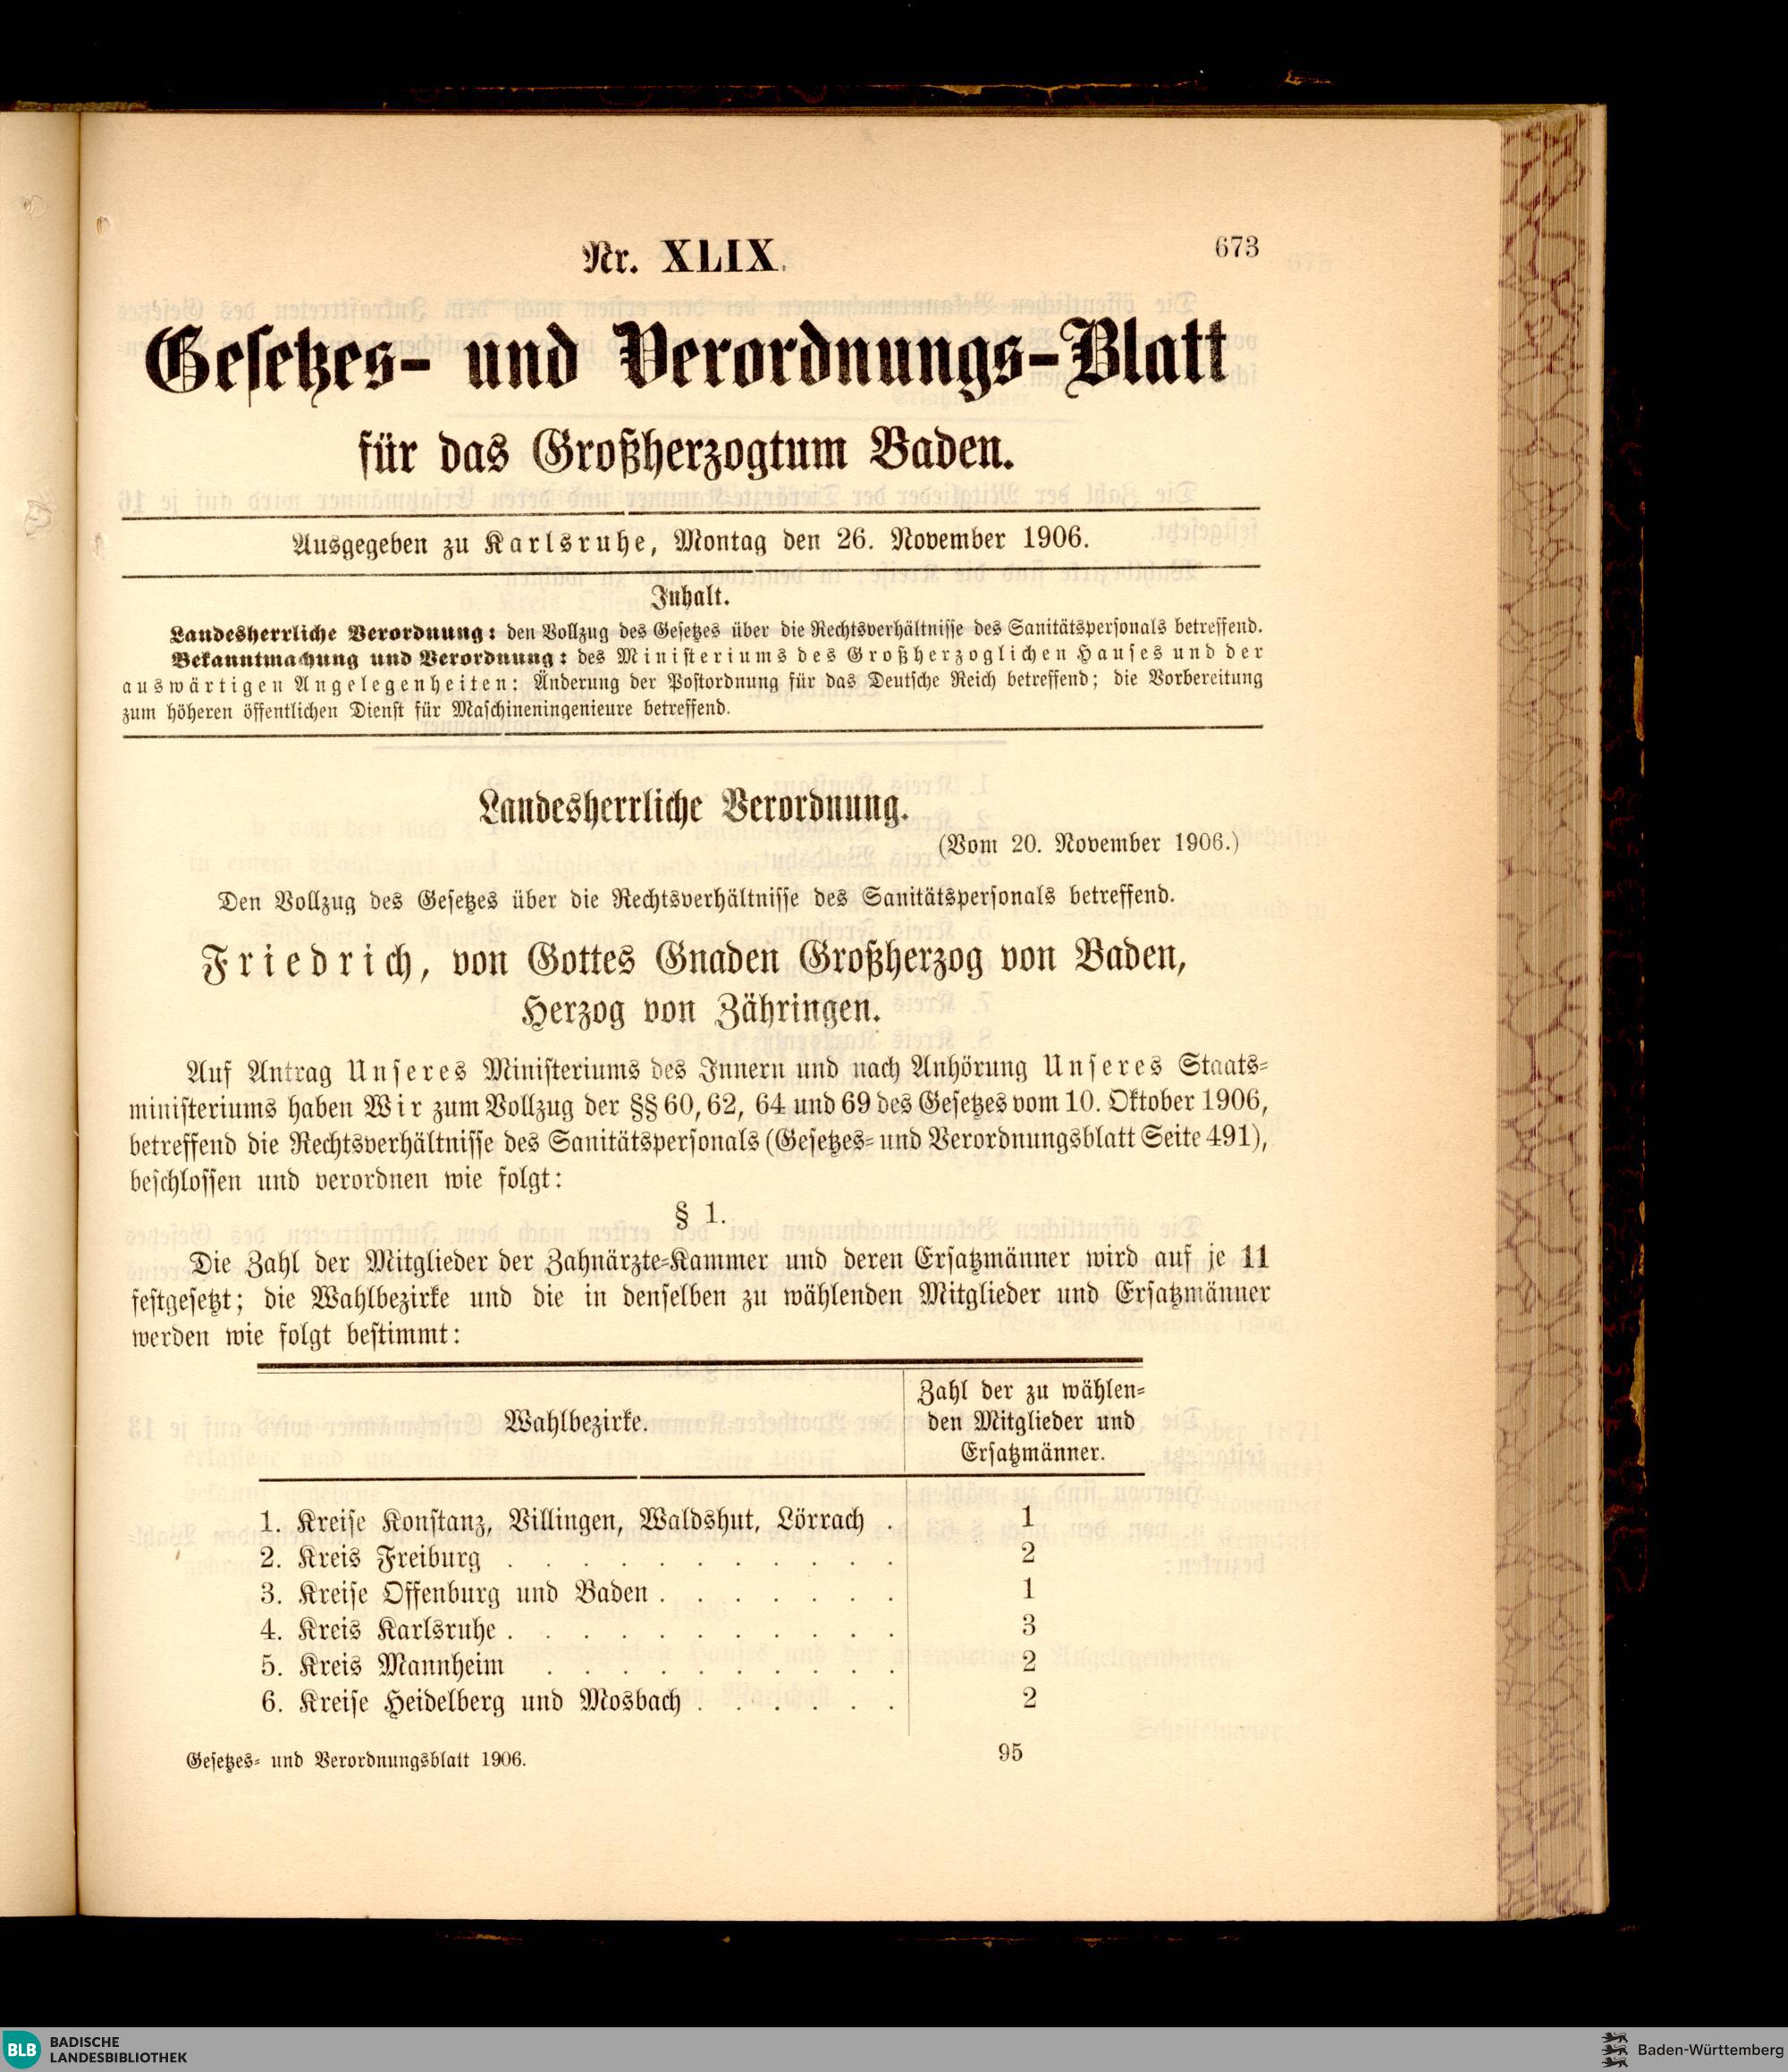 Nr. XLIX.
673
Gesetzes- und Verordnungs-Blatt
für das Großherzogtum Baden.
Ausgegeben zu Karlsruhe, Montag den 26. November 1906.
Inhalt.
Landesherrliche Verordnung: den Vollzug des Gesetzes über die Rechtsverhältnisse des Sanitätspersonals betreffend.
Bekanntmachung und Verordnung: des Ministeriums des Großherzoglichen Hauses und der
auswärtigen Angelegenheiten: Änderung der Postordnung für das Deutsche Reich betreffend; die Vorbereitung
zum höheren öffentlichen Dienst für Maschineningenieure betreffend.
Landesherrliche Verordnung.
(Vom 20. November 1906.)
Den Vollzug des Gesetzes über die Rechtsverhältnisse des Sanitätspersonals betreffend.
Friedrich, von Gottes Gnaden Großherzog von Baden,
Herzog von Zähringen.
Auf Antrag Unseres Ministeriums des Innern und nach Anhörung Unseres Staats-
ministeriums haben Wir zum Vollzug der §§ 60, 62, 64 und 69 des Gesetzes vom 10. Oktober 1906,
betreffend die Rechtsverhältnisse des Sanitätspersonals (Gesetzes- und Verordnungsblatt Seite 491),
beschlossen und verordnen wie folgt:
§ 1.
Die Zahl der Mitglieder der Zahnärzte-Kammer und deren Ersatzmänner wird auf je 11
festgesetzt; die Wahlbezirke und die in denselben zu wählenden Mitglieder und Ersatzmänner
werden wie folgt bestimmt:
Wahlbezirke.
Zahl der zu wählen-
den Mitglieder und
Ersatzmänner.
1. Kreise Konstanz, Villingen, Waldshut, Lörrach . 1
2. Kreis Freiburg . . . . . . . . . . . 2
3. Kreise Offenburg und Baden . . . . . . . 1
4. Kreis Karlsruhe . . . . . . . . . . . 3
5. Kreis Mannheim . . . . . . . . . . 2
6. Kreise Heidelberg und Mosbach . . . . . . 2
Gesetzes- und Verordnungsblatt 1906.
95
BLB BADISCHE
LANDESBIBLIOTHEK
Baden-Württemberg